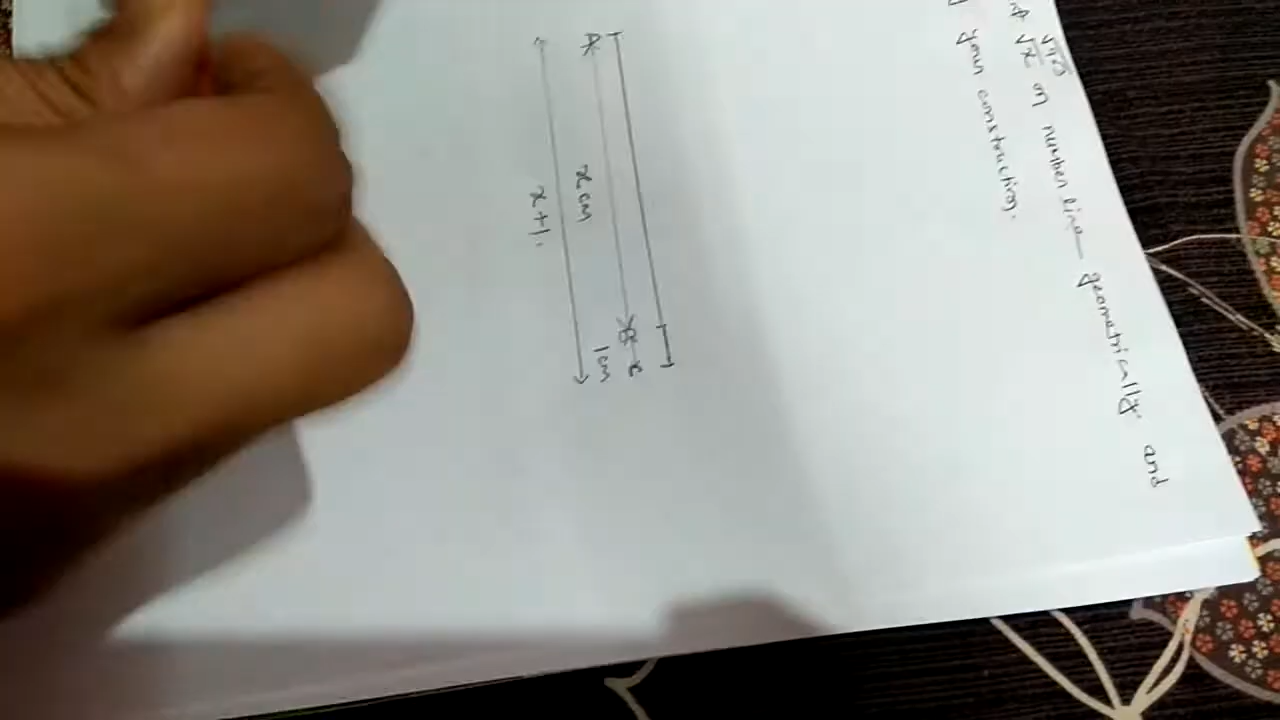 √x on number line geometrically and
your construction.
A B C
x cm 1 cm
x+1.